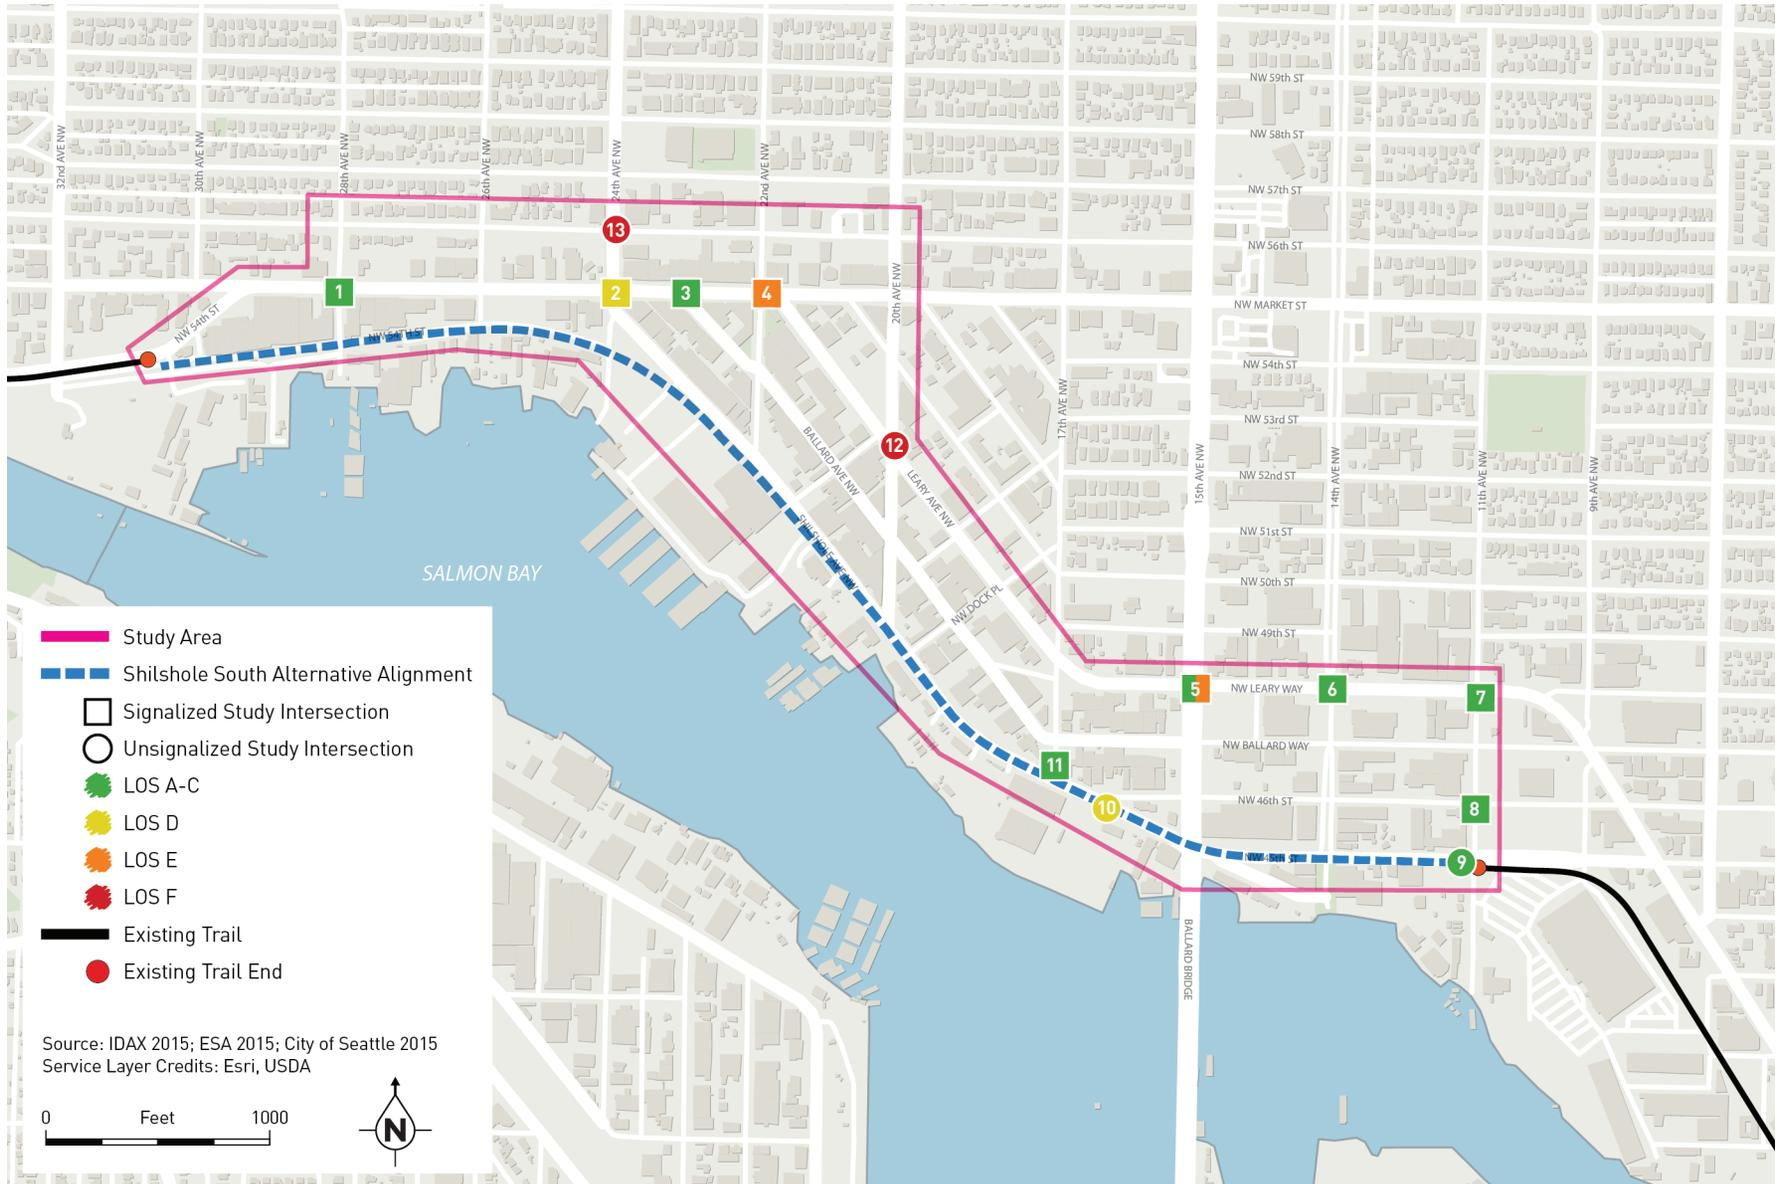 NW 59th ST
NW 58th ST
32nd AVE NW
30th AVE NW
28th AVE NW
26th AVE NW
24th AVE NW
22nd AVE NW
NW 57th ST
13
NW 56th ST
1
2
3
4
20th AVE NW
NW MARKET ST
NW 54th ST
NW 54TH ST
NW 54th ST
17th AVE NW
NW 53rd ST
12
BALLARD AVE NW
LEARY AVE NW
15th AVE NW
14th AVE NW
11th AVE NW
9th AVE NW
NW 52nd ST
SHILSHOLE AVE NW
NW 51st ST
SALMON BAY
NW 50th ST
NW DOCK PL
NW 49th ST
5
NW LEARY WAY
6
7
NW BALLARD WAY
11
10
NW 46th ST
8
NW 45th ST
9
BALLARD BRIDGE
Study Area
Shilshole South Alternative Alignment
Signalized Study Intersection
Unsignalized Study Intersection
LOS A-C
LOS D
LOS E
LOS F
Existing Trail
Existing Trail End
Source: IDAX 2015; ESA 2015; City of Seattle 2015
Service Layer Credits: Esri, USDA
0 Feet 1000
N